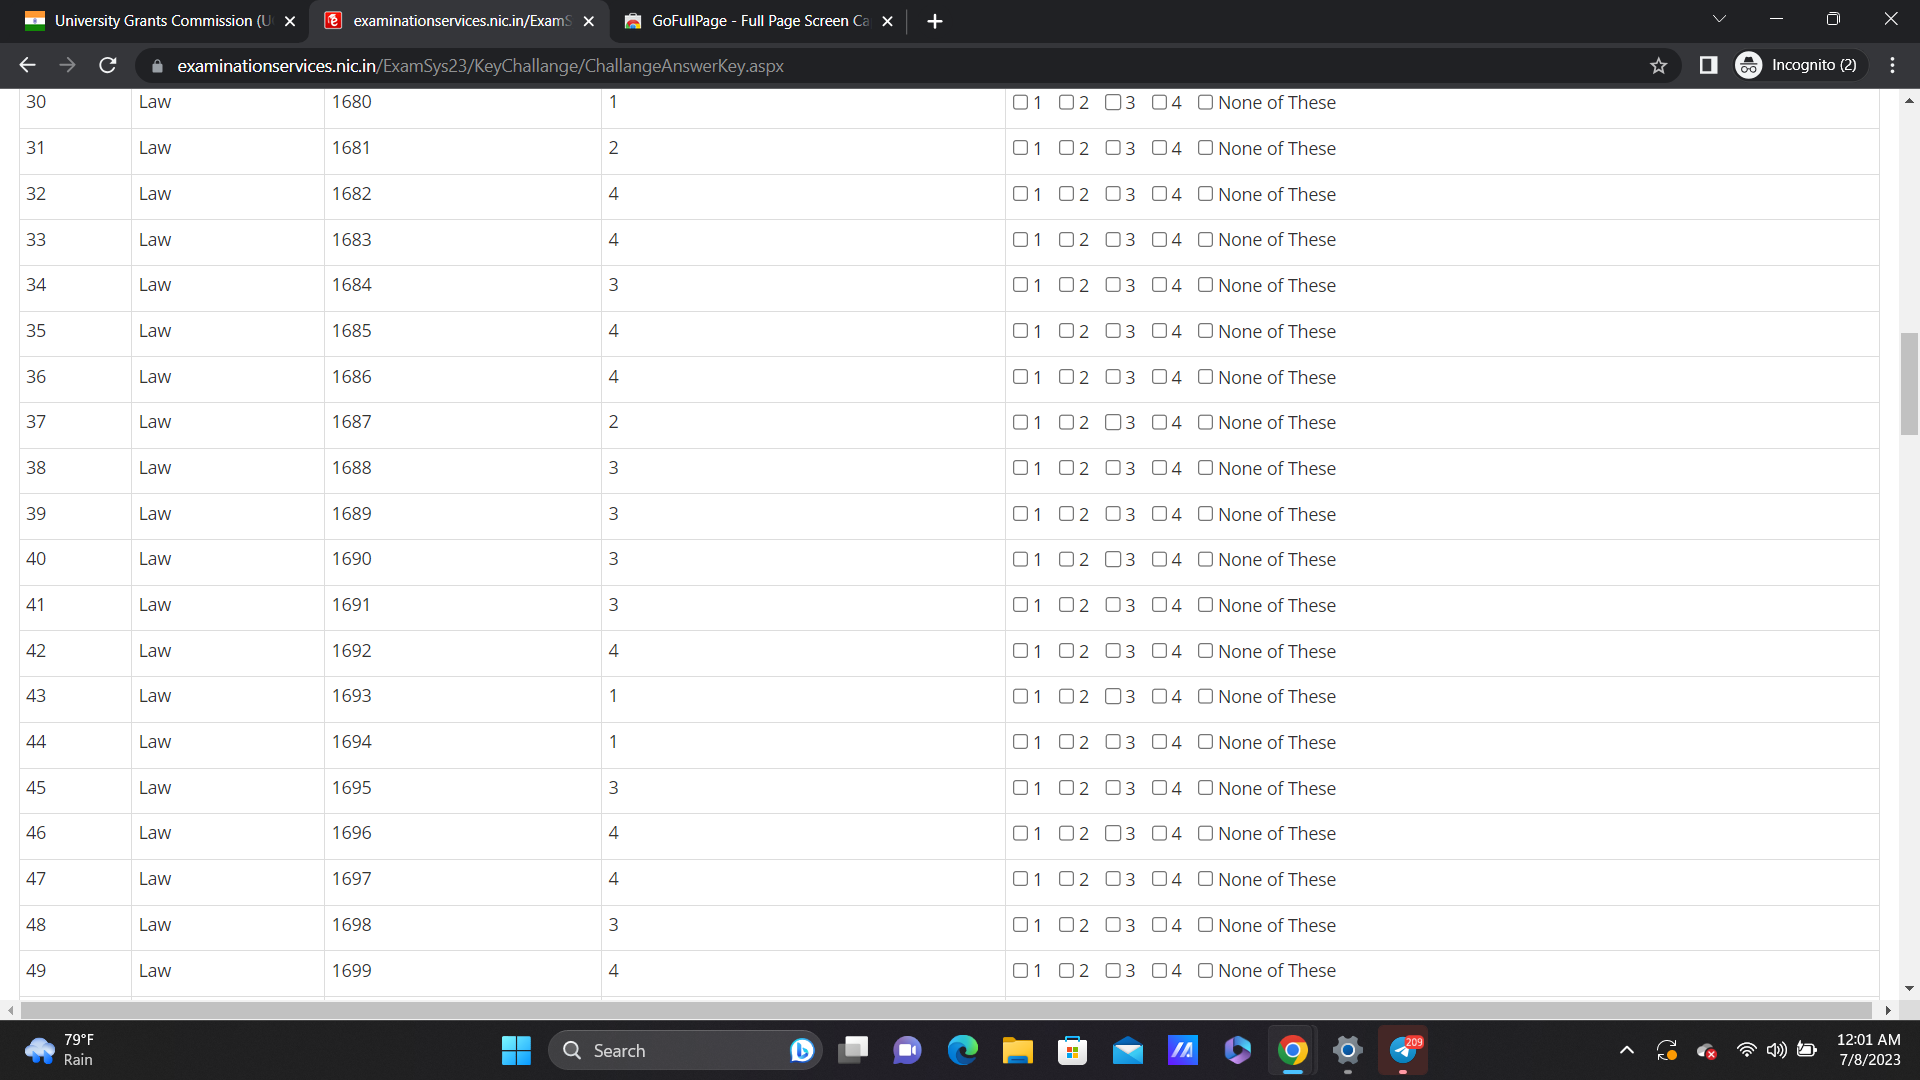 University Grants Commission (U
examinationservices.nic.in/ExamS
GoFullPage - Full Page Screen Ca
examinationservices.nic.in/ExamSys23/KeyChallange/ChallangeAnswerKey.aspx
Incognito (2)
30 Law 1680 1 1 2 3 4 None of These
31 Law 1681 2 1 2 3 4 None of These
32 Law 1682 4 1 2 3 4 None of These
33 Law 1683 4 1 2 3 4 None of These
34 Law 1684 3 1 2 3 4 None of These
35 Law 1685 4 1 2 3 4 None of These
36 Law 1686 4 1 2 3 4 None of These
37 Law 1687 2 1 2 3 4 None of These
38 Law 1688 3 1 2 3 4 None of These
39 Law 1689 3 1 2 3 4 None of These
40 Law 1690 3 1 2 3 4 None of These
41 Law 1691 3 1 2 3 4 None of These
42 Law 1692 4 1 2 3 4 None of These
43 Law 1693 1 1 2 3 4 None of These
44 Law 1694 1 1 2 3 4 None of These
45 Law 1695 3 1 2 3 4 None of These
46 Law 1696 4 1 2 3 4 None of These
47 Law 1697 4 1 2 3 4 None of These
48 Law 1698 3 1 2 3 4 None of These
49 Law 1699 4 1 2 3 4 None of These
79°F
Rain
Search
209
12:01 AM
7/8/2023